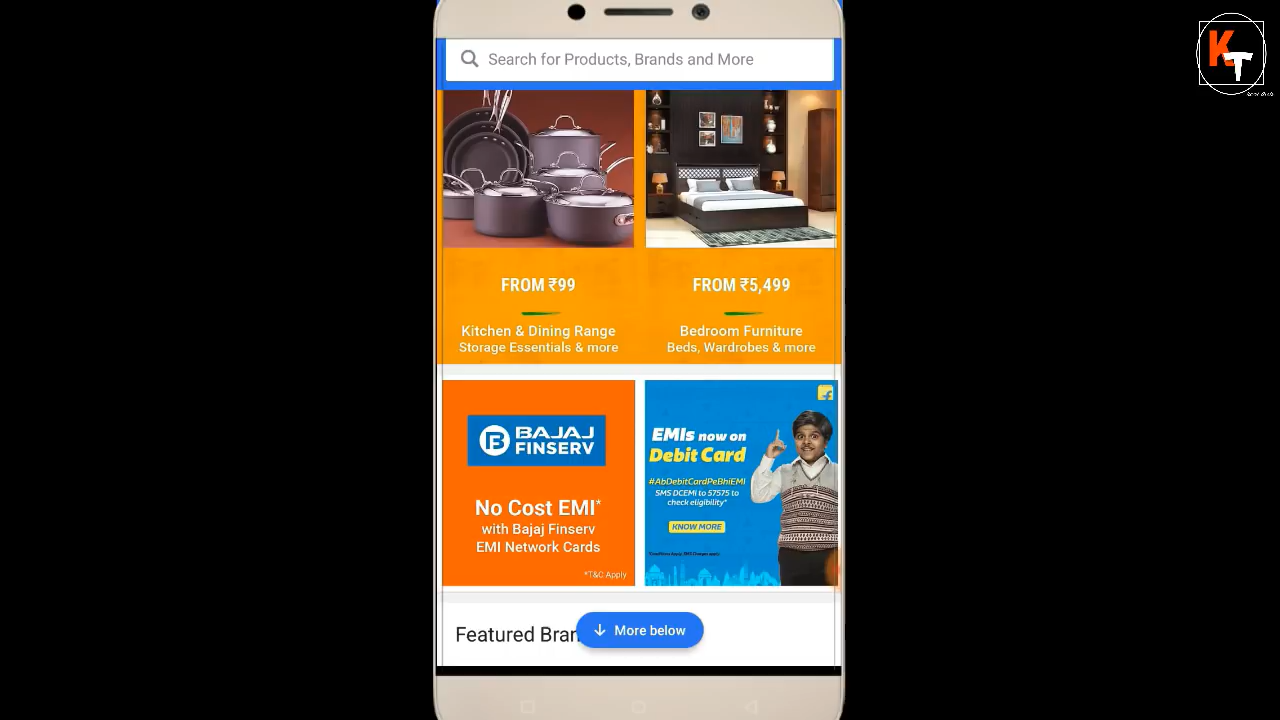 KT
Search for Products, Brands and More
FROM ₹99
Kitchen & Dining Range
Storage Essentials & more
FROM ₹5,499
Bedroom Furniture
Beds, Wardrobes & more
BAJAJ
FINSERV
No Cost EMI*
with Bajaj Finserv
EMI Network Cards
*T&C Apply
EMIs now on
Debit Card
#AbDebitCardPeBhiEMI
SMS DCEMI to 57575 to
check eligibility*
KNOW MORE
Featured Bran
More below